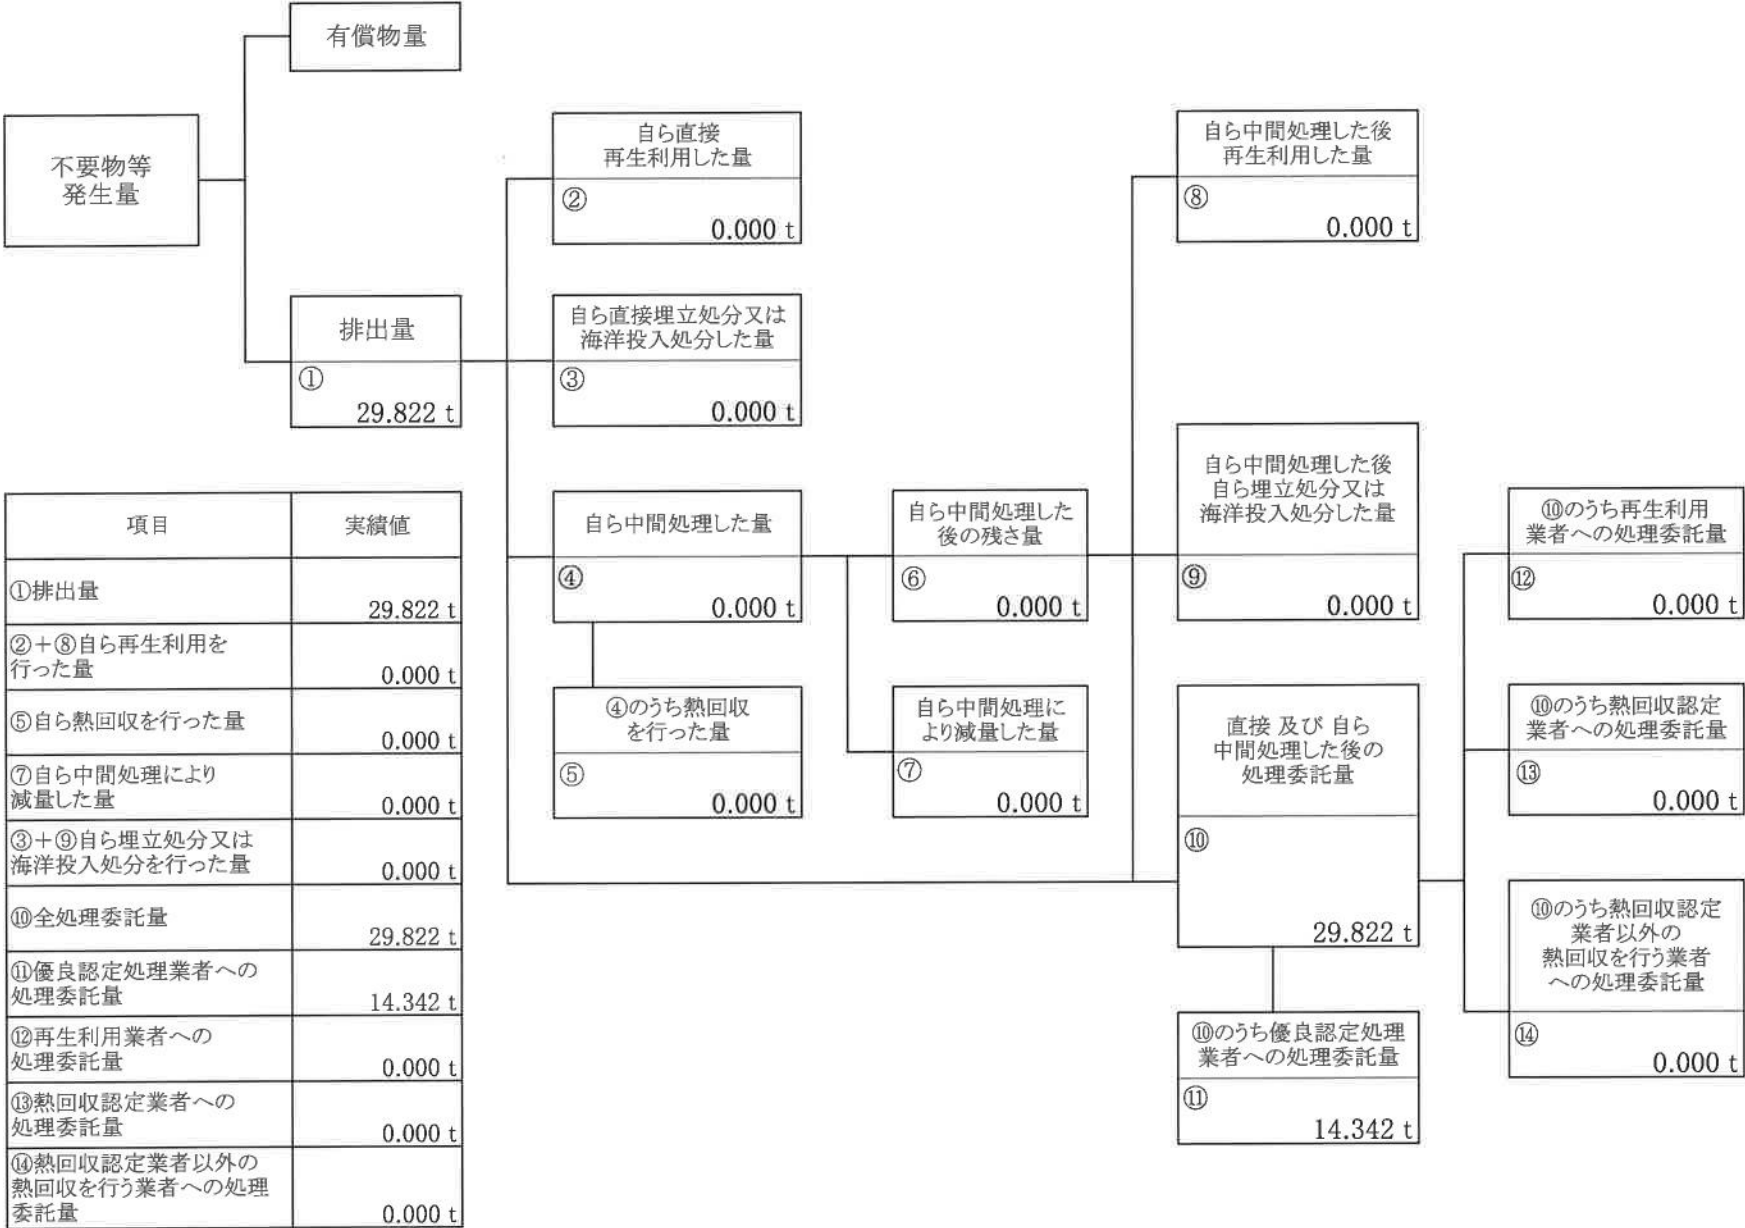 有償物量
不要物等
発生量
排出量
①
29.822 t
自ら直接
再生利用した量
②
0.000 t
自ら直接埋立処分又は
海洋投入処分した量
③
0.000 t
自ら中間処理した量
④
0.000 t
④のうち熱回収
を行った量
⑤
0.000 t
自ら中間処理した
後の残さ量
⑥
0.000 t
自ら中間処理に
より減量した量
⑦
0.000 t
自ら中間処理した後
再生利用した量
⑧
0.000 t
自ら中間処理した後
自ら埋立処分又は
海洋投入処分した量
⑨
0.000 t
直接 及び 自ら
中間処理した後の
処理委託量
⑩
29.822 t
⑩のうち優良認定処理
業者への処理委託量
⑪
14.342 t
⑩のうち再生利用
業者への処理委託量
⑫
0.000 t
⑩のうち熱回収認定
業者への処理委託量
⑬
0.000 t
⑩のうち熱回収認定
業者以外の
熱回収を行う業者
への処理委託量
⑭
0.000 t
項目 実績値
①排出量
29.822 t
②+⑧自ら再生利用を
行った量
0.000 t
⑤自ら熱回収を行った量
0.000 t
⑦自ら中間処理により
減量した量
0.000 t
③+⑨自ら埋立処分又は
海洋投入処分を行った量
0.000 t
⑩全処理委託量
29.822 t
⑪優良認定処理業者への
処理委託量
14.342 t
⑫再生利用業者への
処理委託量
0.000 t
⑬熱回収認定業者への
処理委託量
0.000 t
⑭熱回収認定業者以外の
熱回収を行う業者への処理
委託量
0.000 t